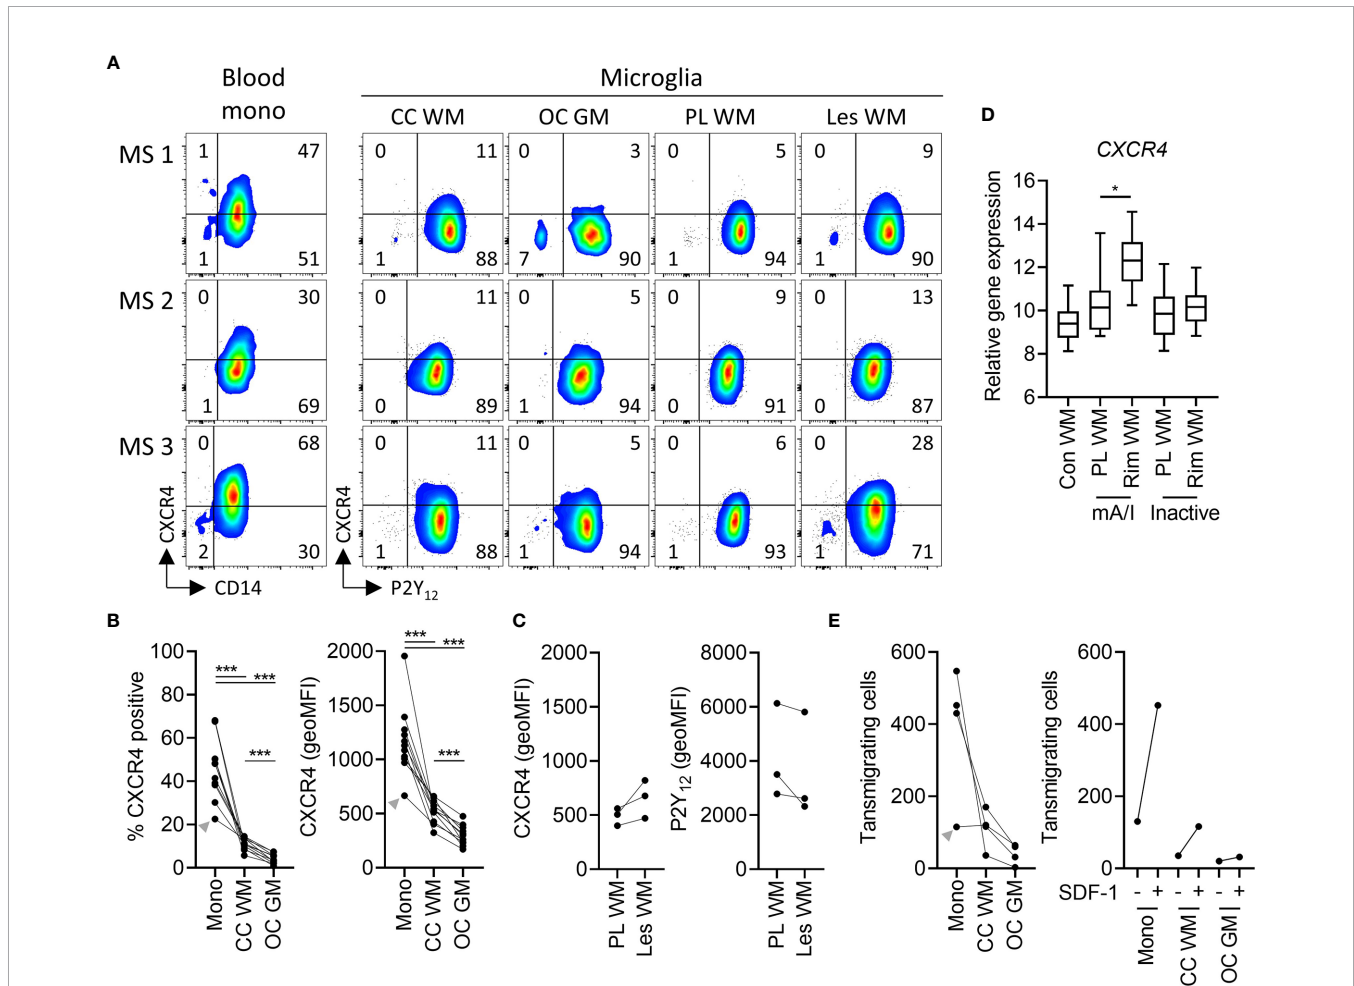 A
Blood
mono
Microglia
CC WM
OC GM
PL WM
Les WM
MS 1
1 47
1 51
0 11
1 88
0 3
7 90
0 5
1 94
0 9
1 90
MS 2
0 30
1 69
0 11
0 89
0 5
1 94
0 9
0 91
0 13
0 87
MS 3
0 68
2 30
0 11
1 88
0 5
1 94
0 6
1 93
0 28
1 71
CXCR4
CD14
CXCR4
P2Y12
D
CXCR4
Relative gene expression
16
14
12
10
8
6
*
Con WM
PL WM
Rim WM
PL WM
Rim WM
mA/I
Inactive
B
% CXCR4 positive
100
80
60
40
20
0
***
***
***
Mono
CC WM
OC GM
CXCR4 (geoMFI)
2000
1500
1000
500
0
***
***
***
Mono
CC WM
OC GM
C
CXCR4 (geoMFI)
2000
1500
1000
500
0
PL WM
Les WM
P2Y12 (geoMFI)
8000
6000
4000
2000
0
PL WM
Les WM
E
Tansmigrating cells
600
400
200
0
Mono
CC WM
OC GM
Tansmigrating cells
600
400
200
0
SDF-1 - + - + - +
Mono
CC WM
OC GM